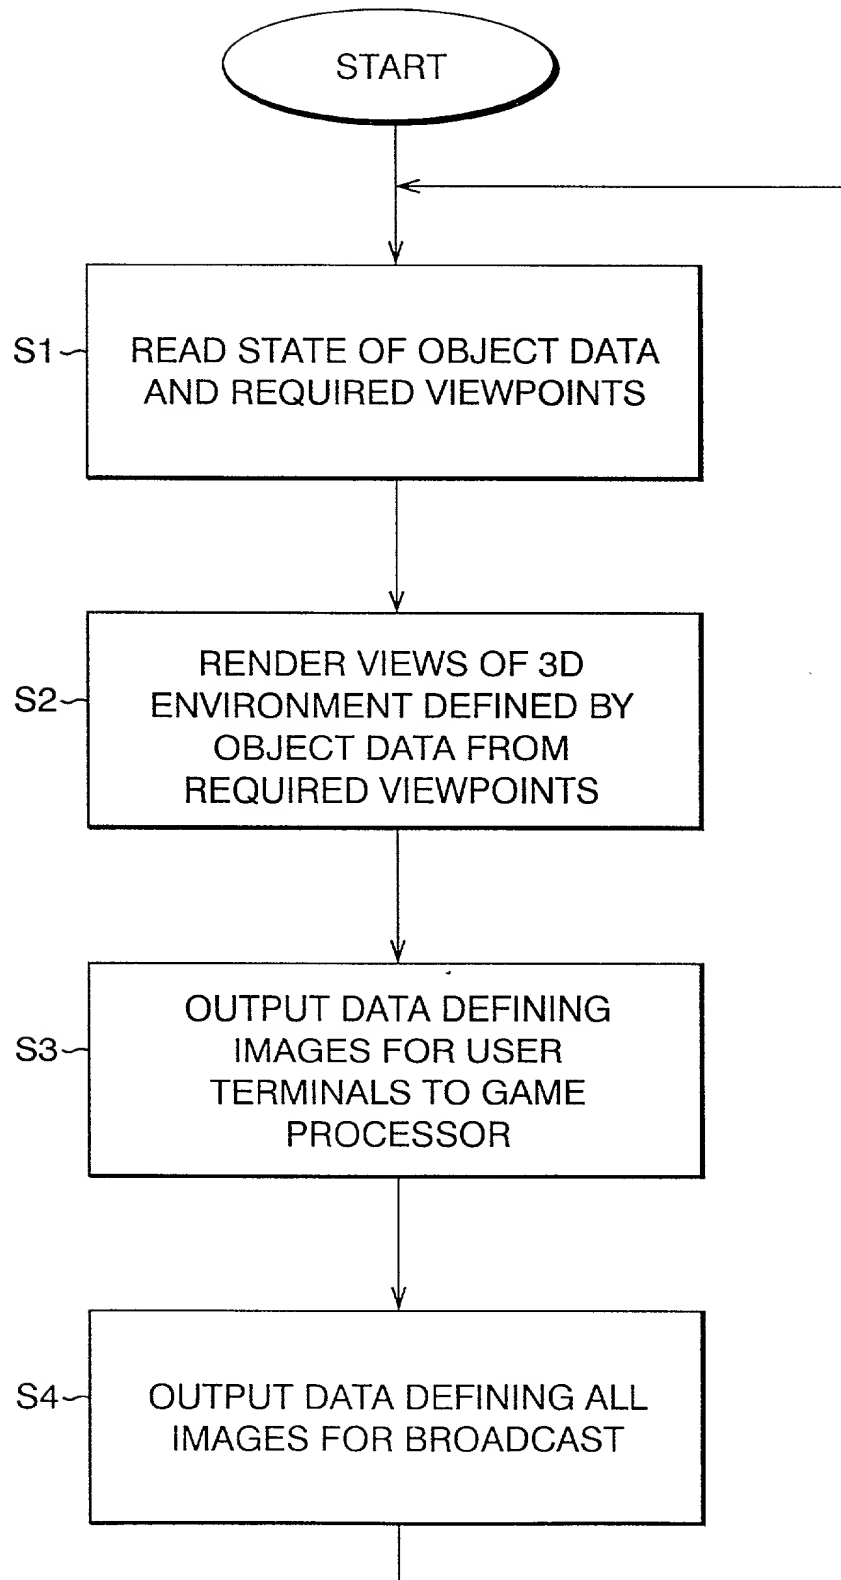 START
S1
READ STATE OF OBJECT DATA
AND REQUIRED VIEWPOINTS
S2
RENDER VIEWS OF 3D
ENVIRONMENT DEFINED BY
OBJECT DATA FROM
REQUIRED VIEWPOINTS
S3
OUTPUT DATA DEFINING
IMAGES FOR USER
TERMINALS TO GAME
PROCESSOR
S4
OUTPUT DATA DEFINING ALL
IMAGES FOR BROADCAST